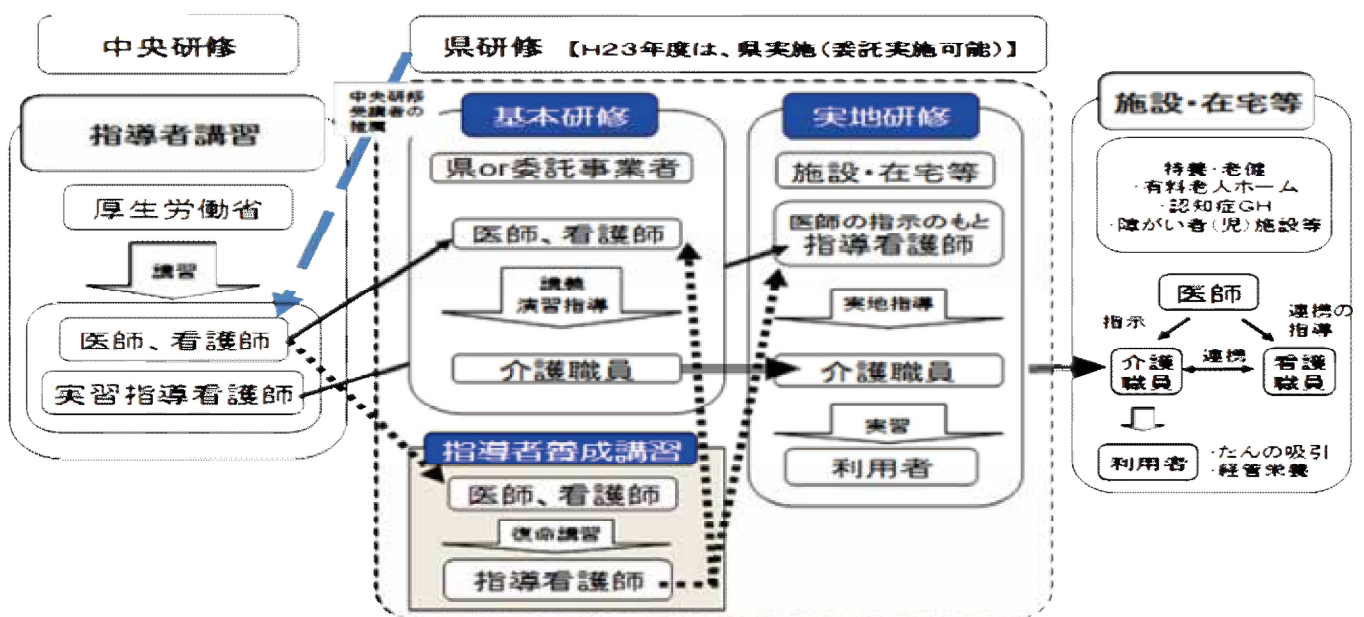 中央研修
指導者講習
厚生労働省
講習
医師、看護師
実習指導看護師
県研修 【H23年度は、県実施(委託実施可能)】
中央研修
受講者の
推薦
基本研修
県or委託事業者
医師、看護師
講義
演習指導
介護職員
指導者養成講習
医師、看護師
復命講習
指導看護師
実地研修
施設・在宅等
医師の指示のもと
指導看護師
実地指導
介護職員
実習
利用者
施設・在宅等
特養・老健
・有料老人ホーム
・認知症GH
・障がい者(児)施設等
医師
指示
連携の
指導
介護
職員
連携
看護
職員
利用者
・たんの吸引
・経管栄養